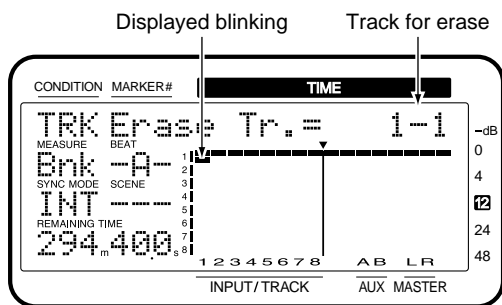 Displayed blinking
Track for erase
CONDITION MARKER# TIME
TRK Erase Tr.= 1-1
-dB
MEASURE BEAT
Bnk -A-
SYNC MODE SCENE
INT ---
REMAINING TIME
294m400s
1
2
3
4
5
6
7
8
0
4
12
24
48
1 2 3 4 5 6 7 8 A B L R
INPUT/TRACK AUX MASTER